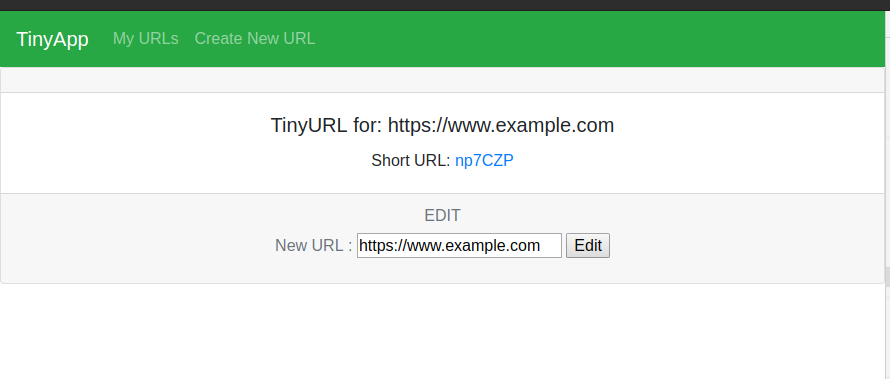 TinyApp My URLs Create New URL
TinyURL for: https://www.example.com
Short URL: np7CZP
EDIT
New URL : https://www.example.com Edit